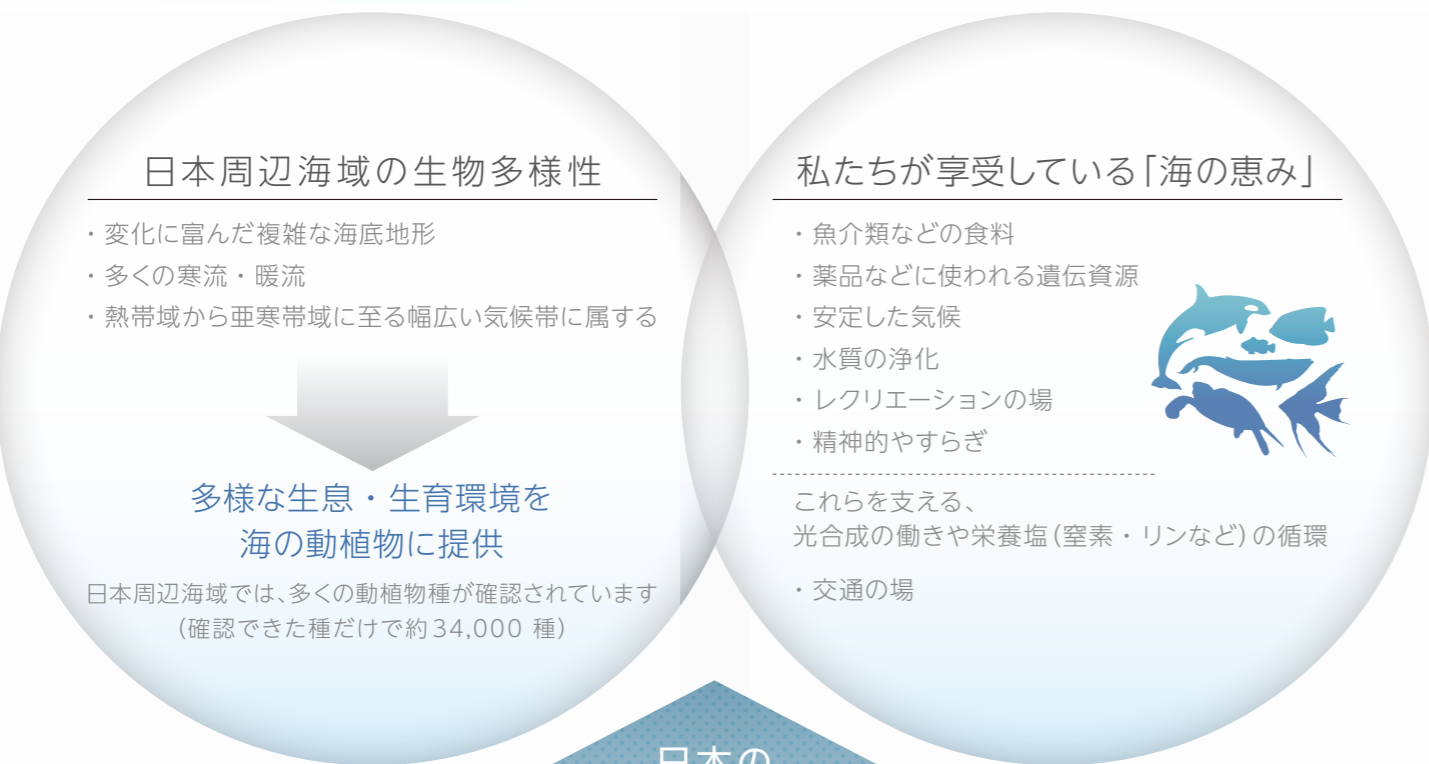 日本周辺海域の生物多様性
・変化に富んだ複雑な海底地形
・多くの寒流・暖流
・熱帯域から亜寒帯域に至る幅広い気候帯に属する
多様な生息・生育環境を
海の動植物に提供
日本周辺海域では、多くの動植物種が確認されています
(確認できた種だけで約34,000 種)
私たちが享受している「海の恵み」
・魚介類などの食料
・薬品などに使われる遺伝資源
・安定した気候
・水質の浄化
・レクリエーションの場
・精神的やすらぎ
これらを支える、
光合成の働きや栄養塩(窒素・リンなど)の循環
・交通の場
日本の